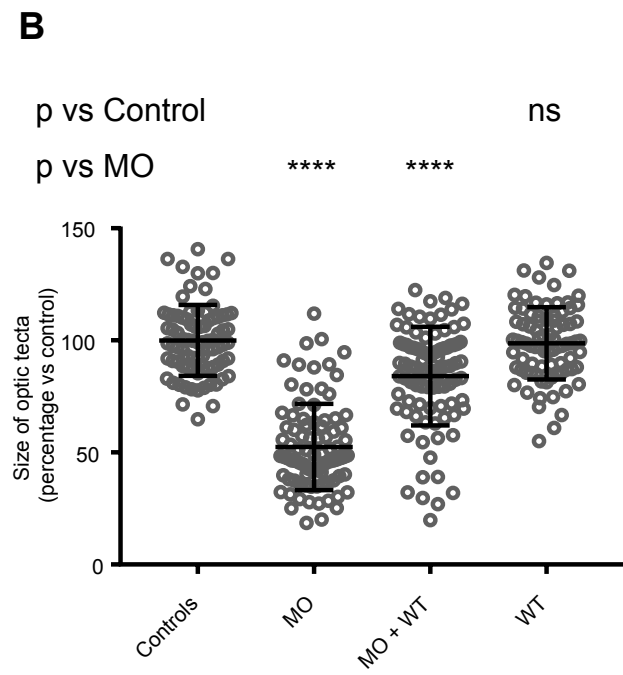 B
p vs Control ns
p vs MO **** ****
150
100
50
0
Size of optic tecta
(percentage vs control)
Controls
MO
MO + WT
WT